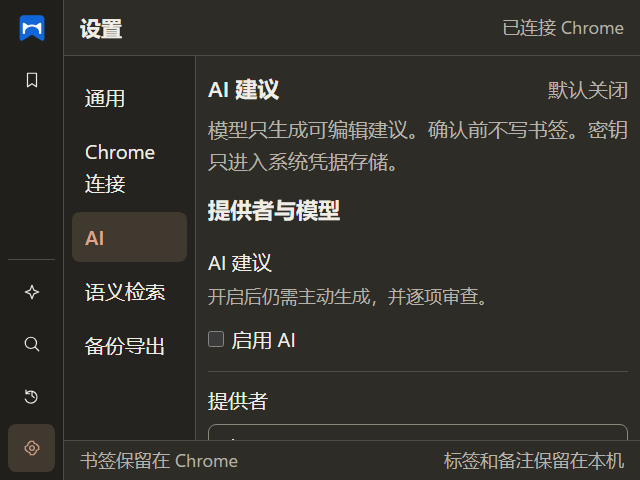 设置
已连接 Chrome
通用
Chrome
连接
AI
语义检索
备份导出
AI 建议
默认关闭
模型只生成可编辑建议。确认前不写书签。密钥
只进入系统凭据存储。
提供者与模型
AI 建议
开启后仍需主动生成，并逐项审查。
启用 AI
提供者
书签保留在 Chrome
标签和备注保留在本机